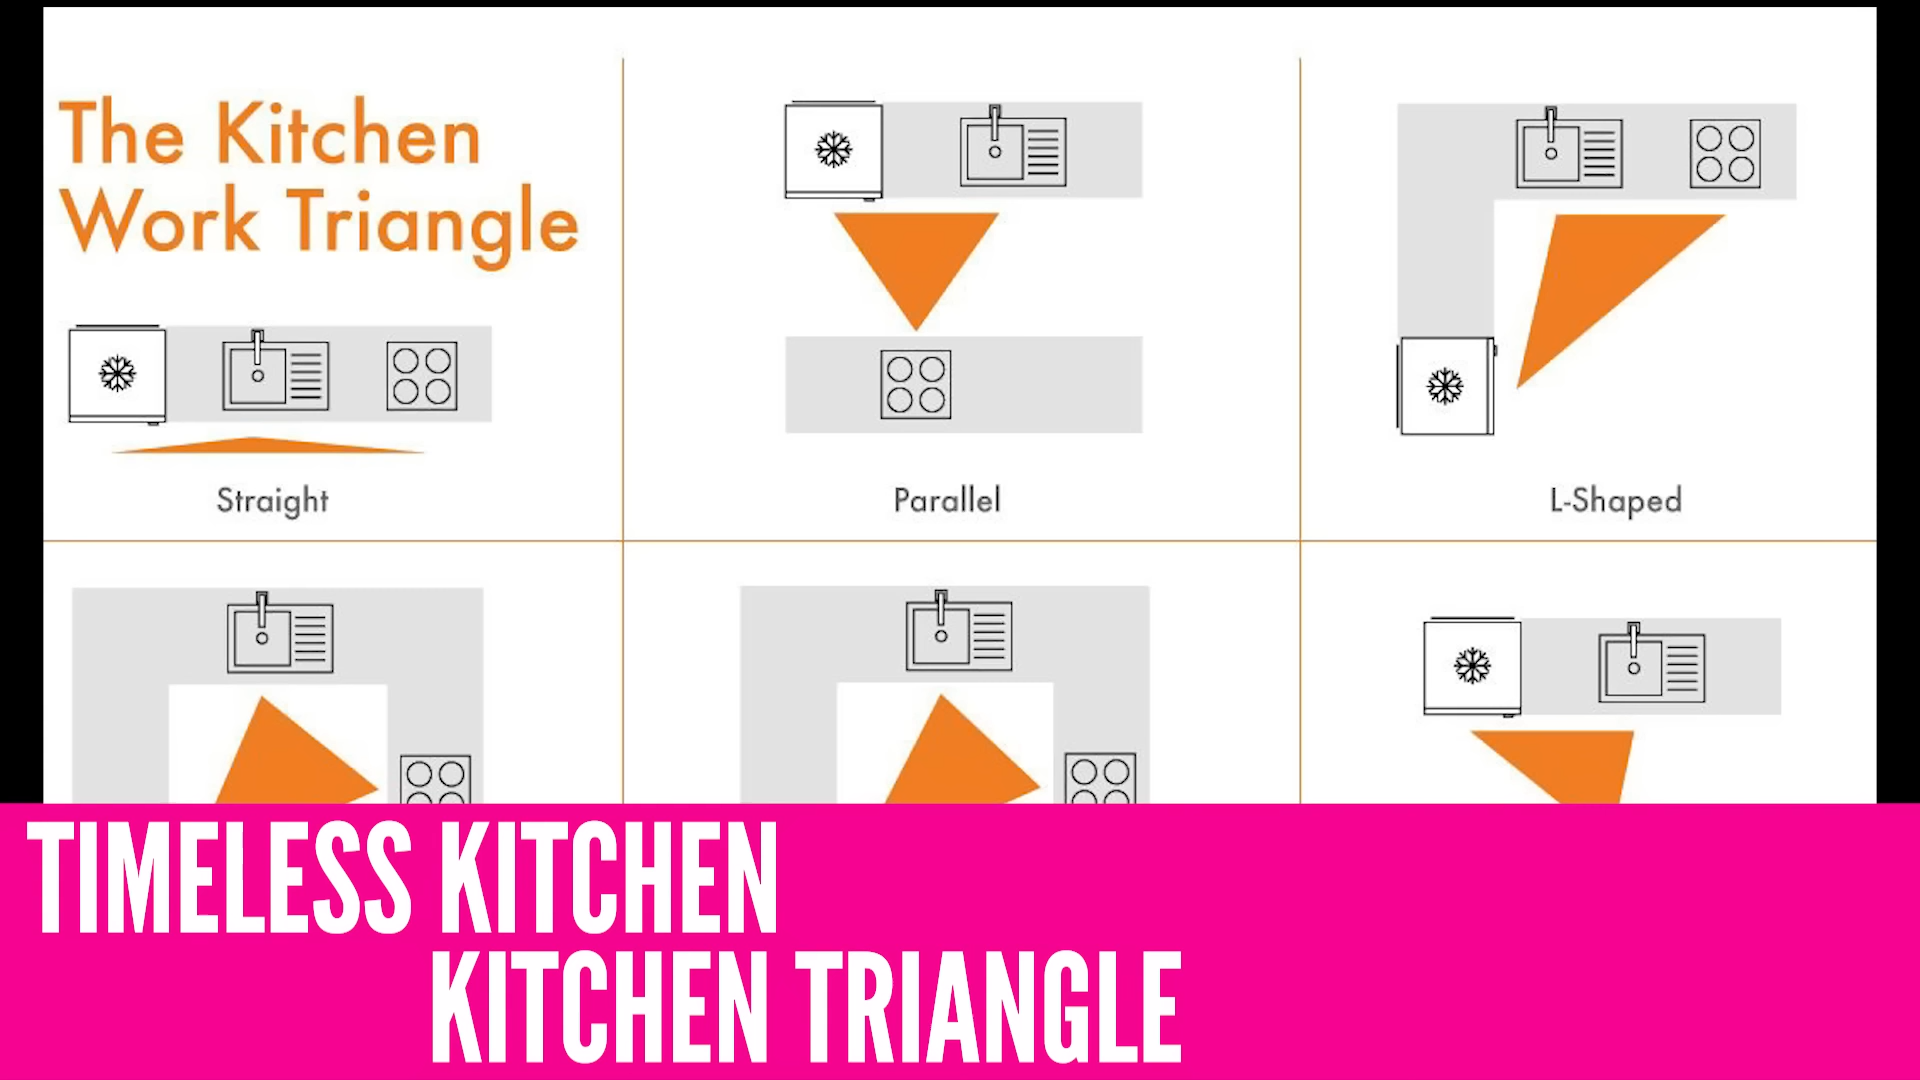 The Kitchen
Work Triangle
Straight
Parallel
L-Shaped
TIMELESS KITCHEN
KITCHEN TRIANGLE